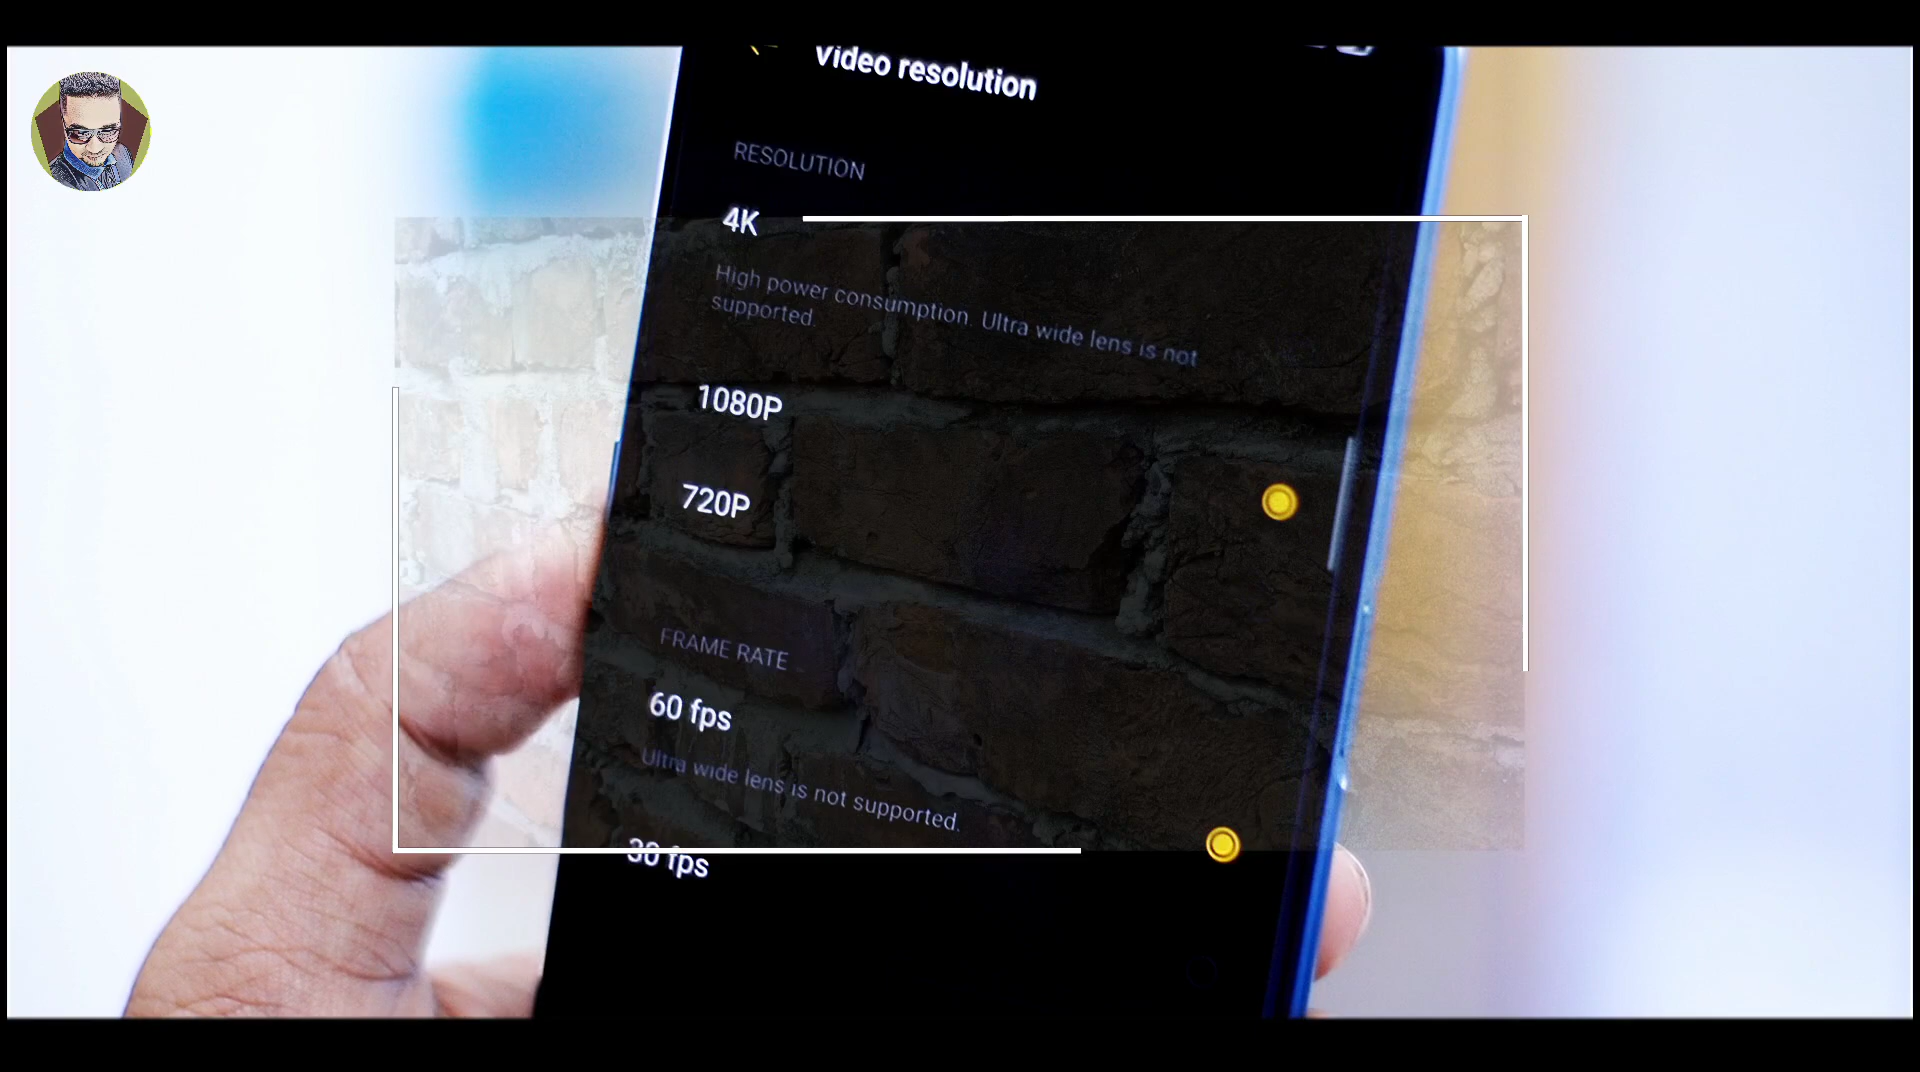 Video resolution
RESOLUTION
4K
High power consumption. Ultra wide lens is not
supported.
1080P
720P
FRAME RATE
60 fps
Ultra wide lens is not supported.
30 fps